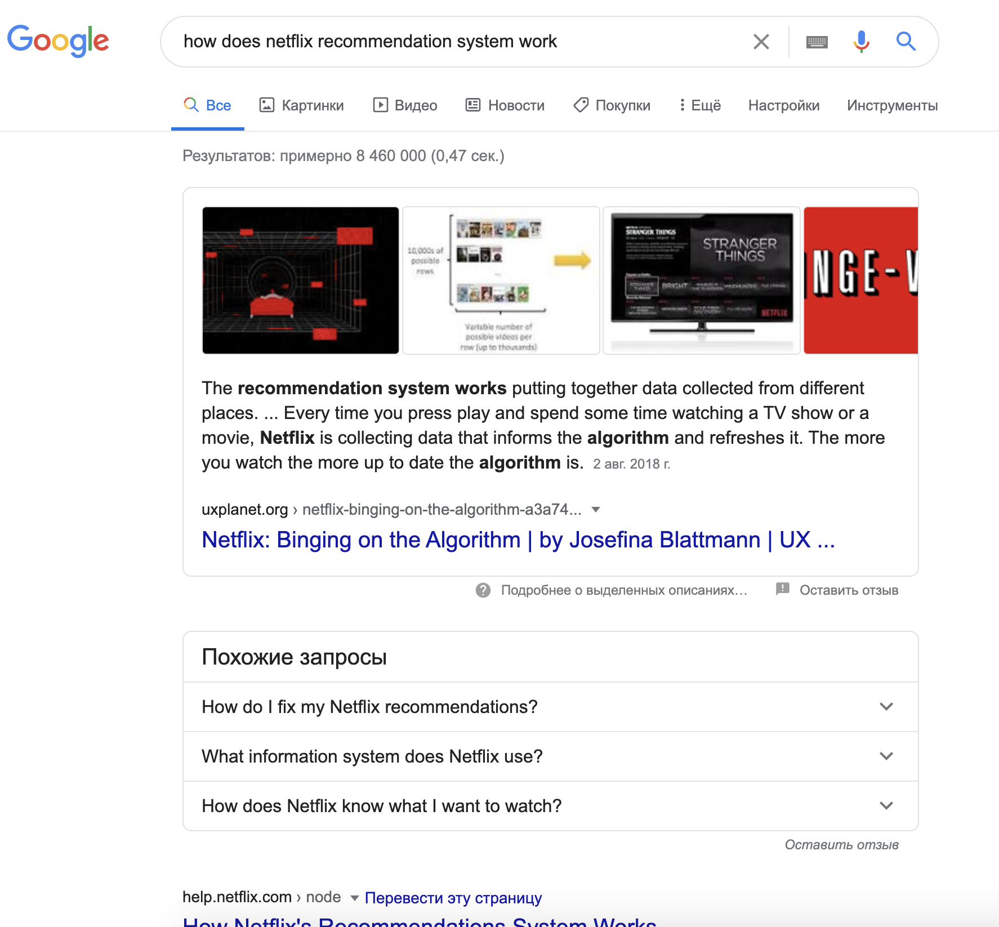 Google
how does netflix recommendation system work
Все
Картинки
Видео
Новости
Покупки
Ещё
Настройки
Инструменты
Результатов: примерно 8 460 000 (0,47 сек.)
10,000s of
possible
rows
Variable number of
possible videos per
row (up to thousands)
STRANGER THINGS
STRANGER
THINGS
BRIGHT
MINDHUNTER
NETFLIX
NGE-
The recommendation system works putting together data collected from different
places. ... Every time you press play and spend some time watching a TV show or a
movie, Netflix is collecting data that informs the algorithm and refreshes it. The more
you watch the more up to date the algorithm is. 2 авг. 2018 г.
uxplanet.org › netflix-binging-on-the-algorithm-a3a74...
Netflix: Binging on the Algorithm | by Josefina Blattmann | UX ...
Подробнее о выделенных описаниях…
Оставить отзыв
Похожие запросы
How do I fix my Netflix recommendations?
What information system does Netflix use?
How does Netflix know what I want to watch?
Оставить отзыв
help.netflix.com › node Перевести эту страницу
How Netflix's Recommendations System Works